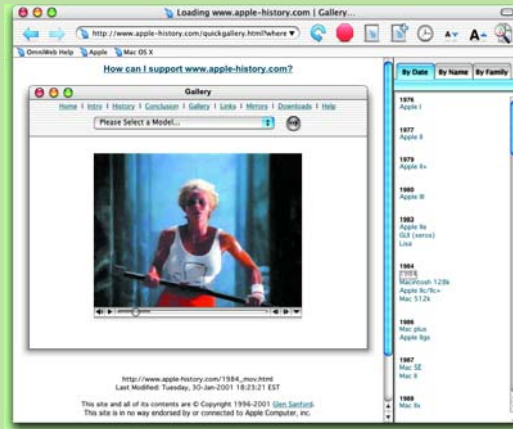 Loading www.apple-history.com | Gallery...
http://www.apple-history.com/quickgallery.html?where
A- A+
OmniWeb Help Apple Mac OS X
How can I support www.apple-history.com?
Gallery
Home | Intro | History | Conclusion | Gallery | Links | Mirrors | Downloads | Help
Please Select a Model...
http://www.apple-history.com/1984_mov.html
Last Modified: Tuesday, 30-Jan-2001 18:23:21 EST
This site and all of its contents are © Copyright 1996-2001 Glen Sanford.
This site is in no way endorsed by or connected to Apple Computer, inc.
By Date By Name By Family
1976
Apple I
1977
Apple II
1979
Apple II+
1980
Apple III
1983
Apple IIe
GUI (xerox)
Lisa
1984
1984
Macintosh 128k
Apple IIc/IIc+
Mac 512k
1986
Mac plus
Apple IIgs
1987
Mac SE
Mac II
1988
Mac IIx